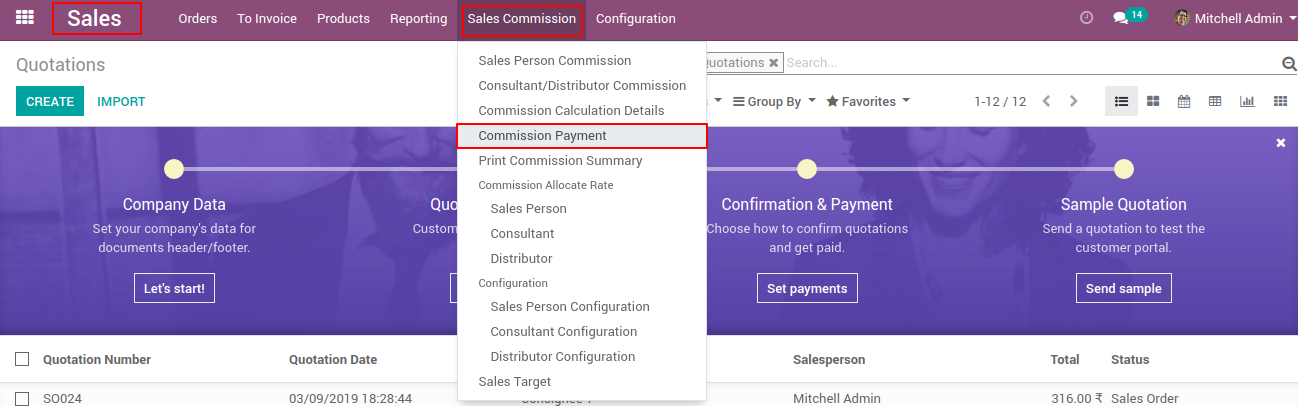 Sales Orders To Invoice Products Reporting Sales Commission Configuration 14 Mitchell Admin
Quotations
uotations Search...
CREATE IMPORT
Group By Favorites 1-12 / 12
Sales Person Commission
Consultant/Distributor Commission
Commission Calculation Details
Commission Payment
Print Commission Summary
Commission Allocate Rate
Sales Person
Consultant
Distributor
Configuration
Sales Person Configuration
Consultant Configuration
Distributor Configuration
Sales Target
Company Data
Set your company's data for
documents header/footer.
Let's start!
Quo
Custom
Confirmation & Payment
Choose how to confirm quotations
and get paid.
Set payments
Sample Quotation
Send a quotation to test the
customer portal.
Send sample
Quotation Number Quotation Date Salesperson Total Status
SO024 03/09/2019 18:28:44 Mitchell Admin 316.00 ₹ Sales Order